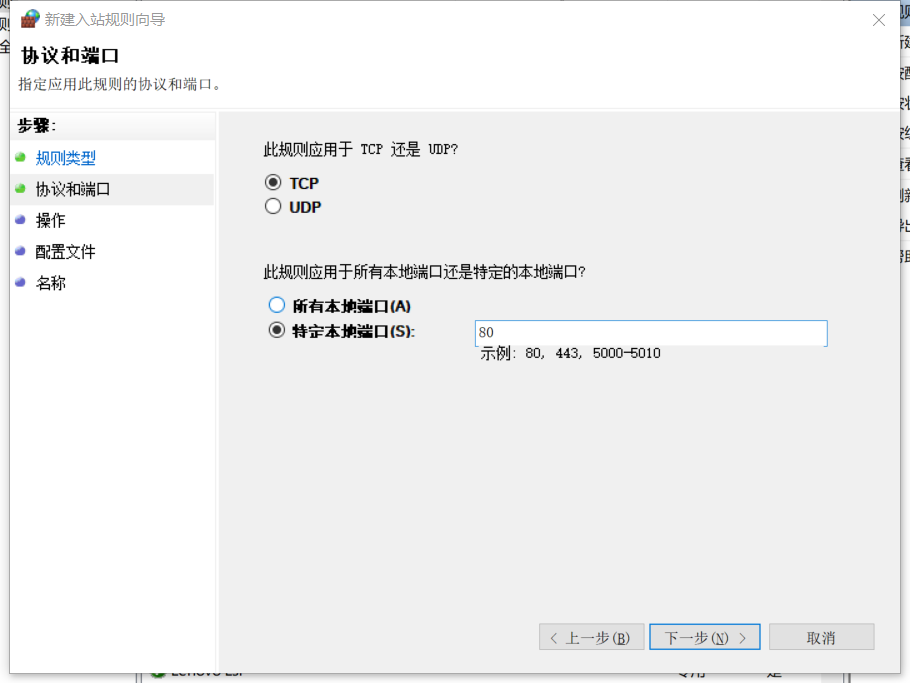 新建入站规则向导
协议和端口
指定应用此规则的协议和端口。
步骤:
规则类型
协议和端口
操作
配置文件
名称
此规则应用于 TCP 还是 UDP?
TCP
UDP
此规则应用于所有本地端口还是特定的本地端口?
所有本地端口(A)
特定本地端口(S):
80
示例: 80, 443, 5000-5010
< 上一步(B)
下一步(N) >
取消